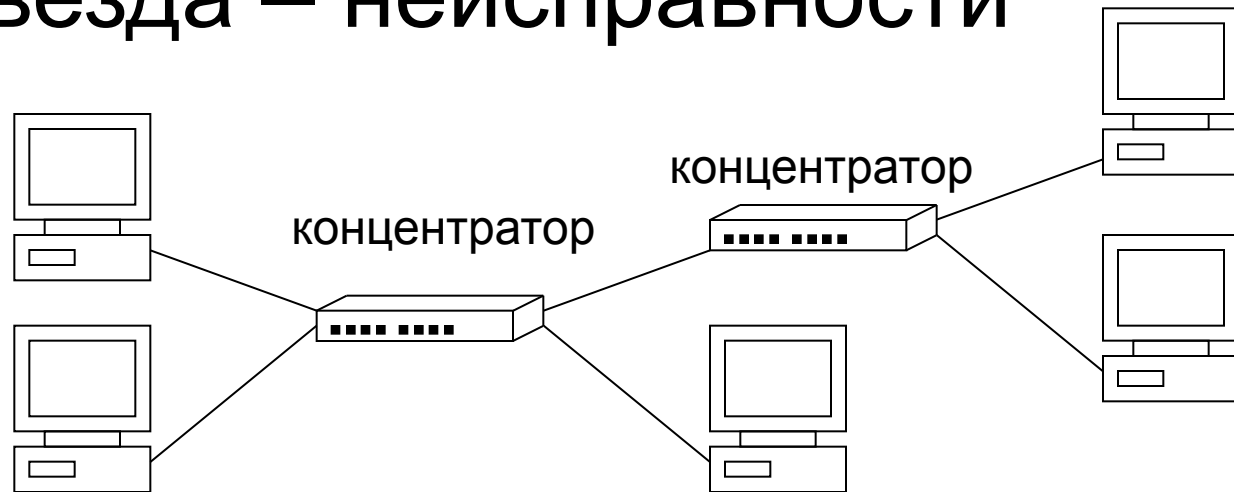 везда – неисправности
концентратор
концентратор